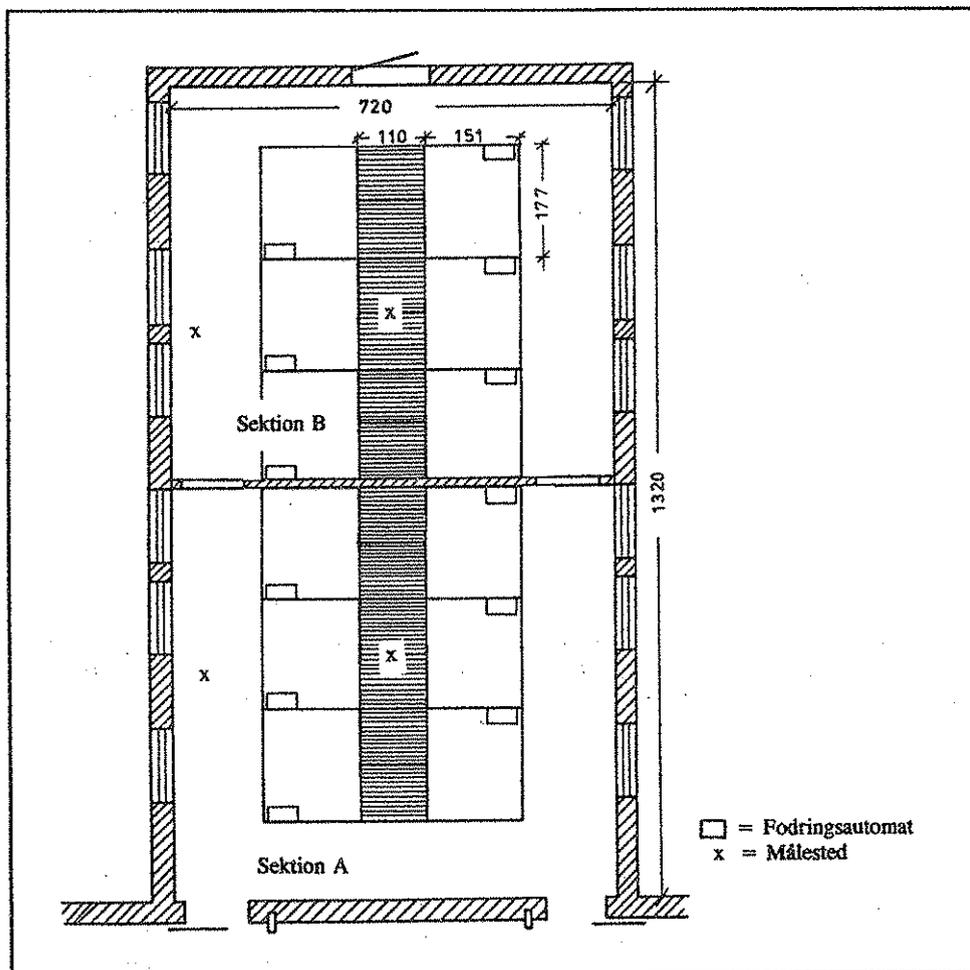 720
110
151
177
x
x
Sektion B
1320
x
x
= Fodringsautomat
x = Målested
Sektion A